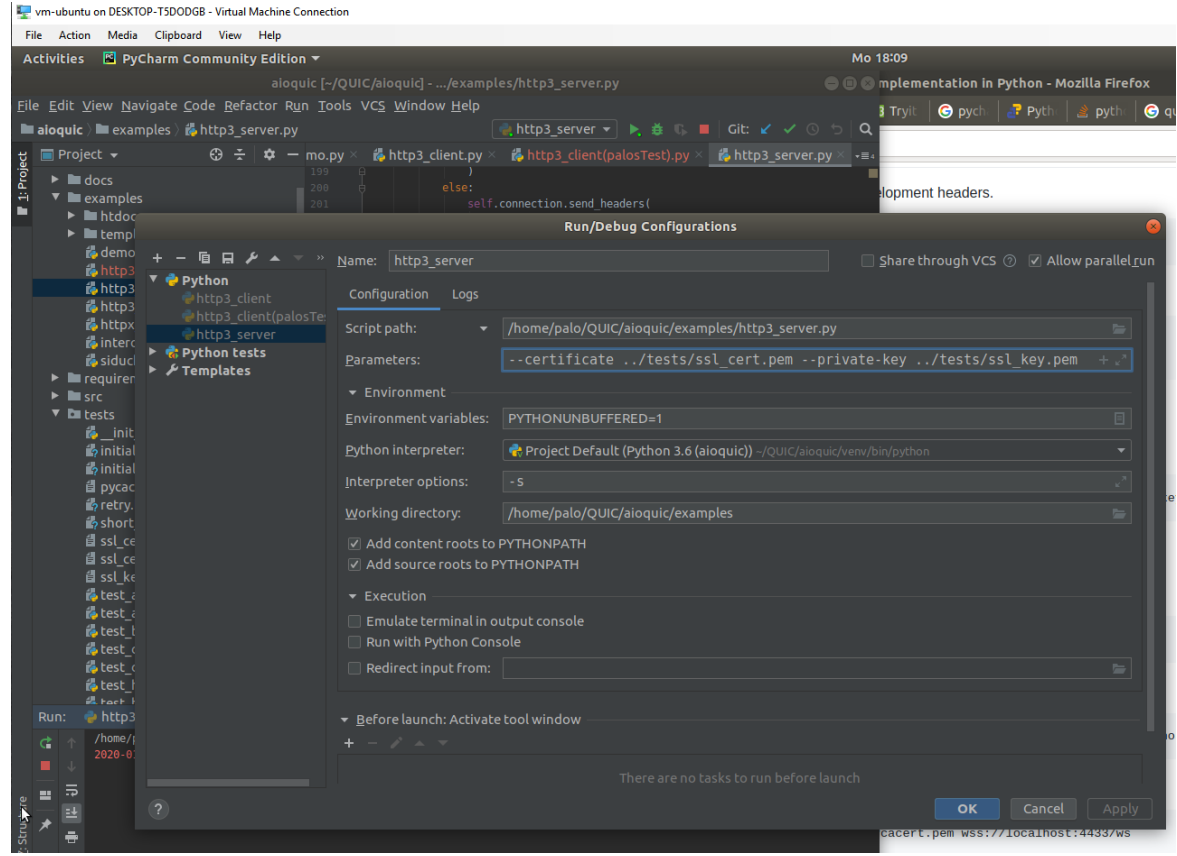 vm-ubuntu on DESKTOP-T5DODGB - Virtual Machine Connection
File Action Media Clipboard View Help
Activities PyCharm Community Edition Mo 18:09
aioquic [~/QUIC/aioquic] - .../examples/http3_server.py
mplementation in Python - Mozilla Firefox
File Edit View Navigate Code Refactor Run Tools VCS Window Help
Tryit pych Pyth pyth qu
aioquic examples http3_server.py http3_server Git:
1: Project
Project mo.py http3_client.py http3_client(palosTest).py http3_server.py
docs
examples
htdoc
templ
demo
http3
http3
http3
httpx
interc
siduck
requiren
src
tests
__init
initial
initial
pycac
retry.
short
ssl_ce
ssl_ce
ssl_ke
test_a
test_a
test_b
test_c
test_c
test_h
199 )
200 else:
201 self.connection.send_headers(
elopment headers.
Run/Debug Configurations
Name: http3_server Share through VCS Allow parallel run
Python
http3_client
http3_client(palosTe
http3_server
Python tests
Templates
Configuration Logs
Script path: /home/palo/QUIC/aioquic/examples/http3_server.py
Parameters: --certificate ../tests/ssl_cert.pem --private-key ../tests/ssl_key.pem
Environment
Environment variables: PYTHONUNBUFFERED=1
Python interpreter: Project Default (Python 3.6 (aioquic)) ~/QUIC/aioquic/venv/bin/python
Interpreter options: -s
Working directory: /home/palo/QUIC/aioquic/examples
Add content roots to PYTHONPATH
Add source roots to PYTHONPATH
Execution
Emulate terminal in output console
Run with Python Console
Redirect input from:
Before launch: Activate tool window
There are no tasks to run before launch
? OK Cancel Apply
Run: http3
/home/p
2020-01
Structure
cacert.pem wss://localhost:4433/ws